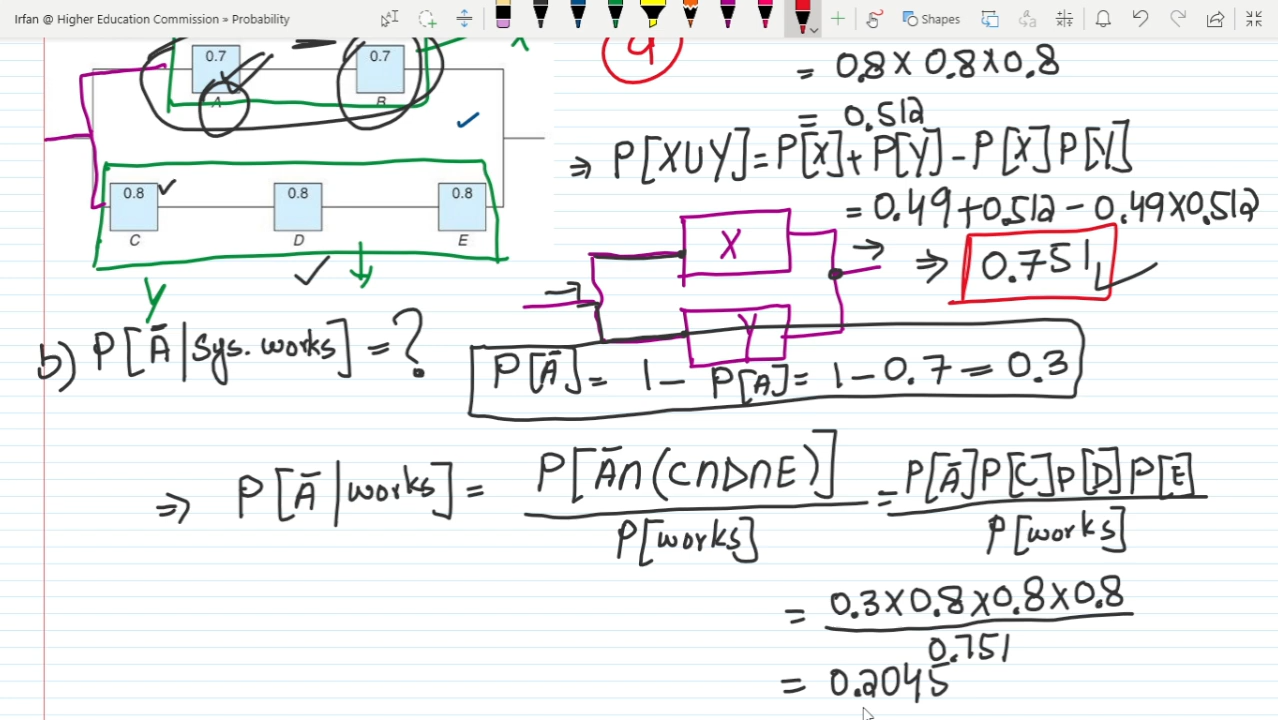 Irfan @ Higher Education Commission » Probability
Shapes
0.7 0.7
A B
X
4
= 0.8 X 0.8 X 0.8
= 0.512
⇒ P[XUY] = P[X] + P[Y] - P[X] P[Y]
= 0.49 + 0.512 - 0.49 X 0.512
⇒ 0.751
0.8 0.8 0.8
C D E
Y
X
Y
b) P[Ā | Sys. works] = ?
P[Ā] = 1 - P[A] = 1 - 0.7 = 0.3
⇒ P[Ā | works] = P[Ā ∩ (C ∩ D ∩ E)] / P[works] = P[Ā] P[C] P[D] P[E] / P[works]
= 0.3 X 0.8 X 0.8 X 0.8 / 0.751
= 0.2045